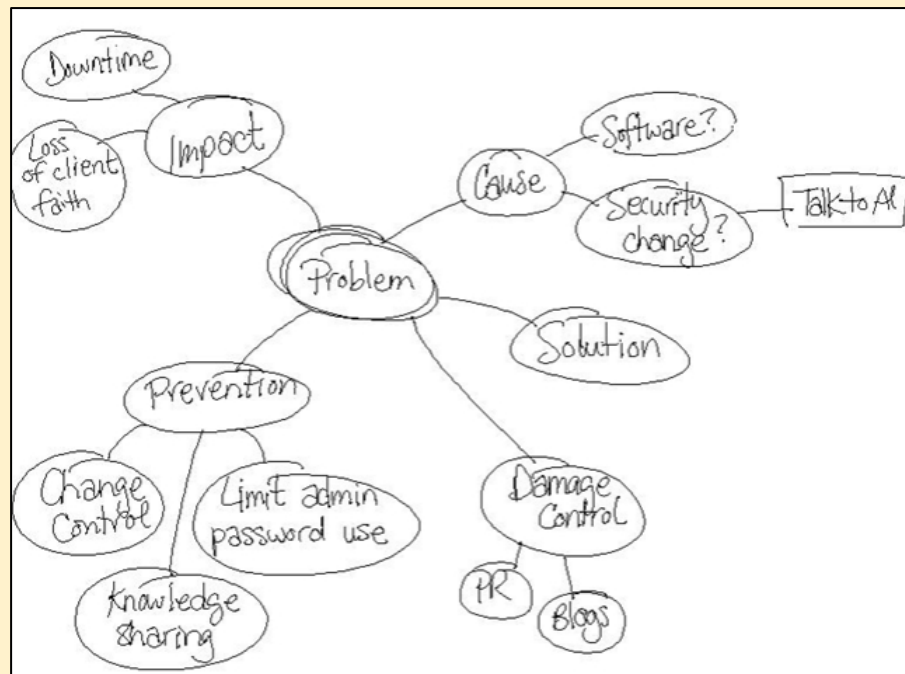 Downtime
Loss
of client
faith
Impact
Cause
Software?
Security
change?
Talk to Al
Problem
Solution
Prevention
Change
Control
Limit admin
password use
Knowledge
sharing
Damage
Control
PR
Blogs